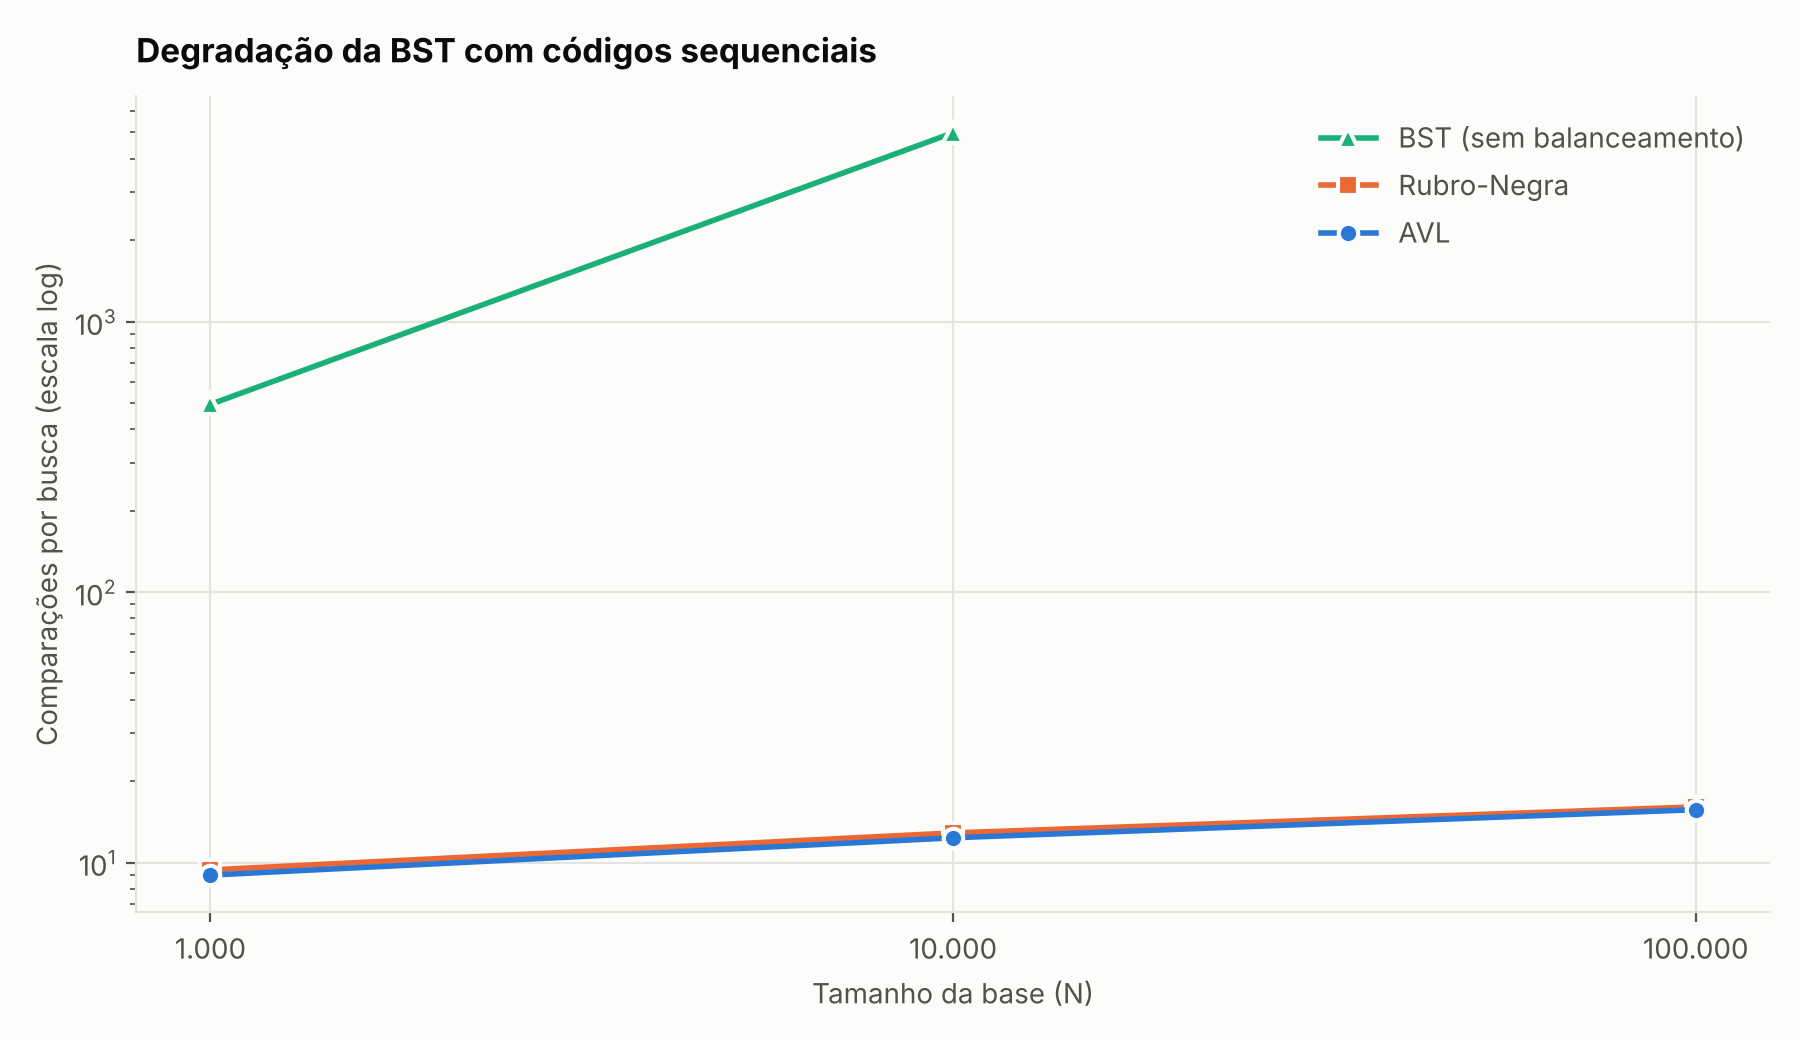 Degradação da BST com códigos sequenciais
BST (sem balanceamento)
Rubro-Negra
AVL
Comparações por busca (escala log)
10³
10²
10¹
1.000
10.000
100.000
Tamanho da base (N)